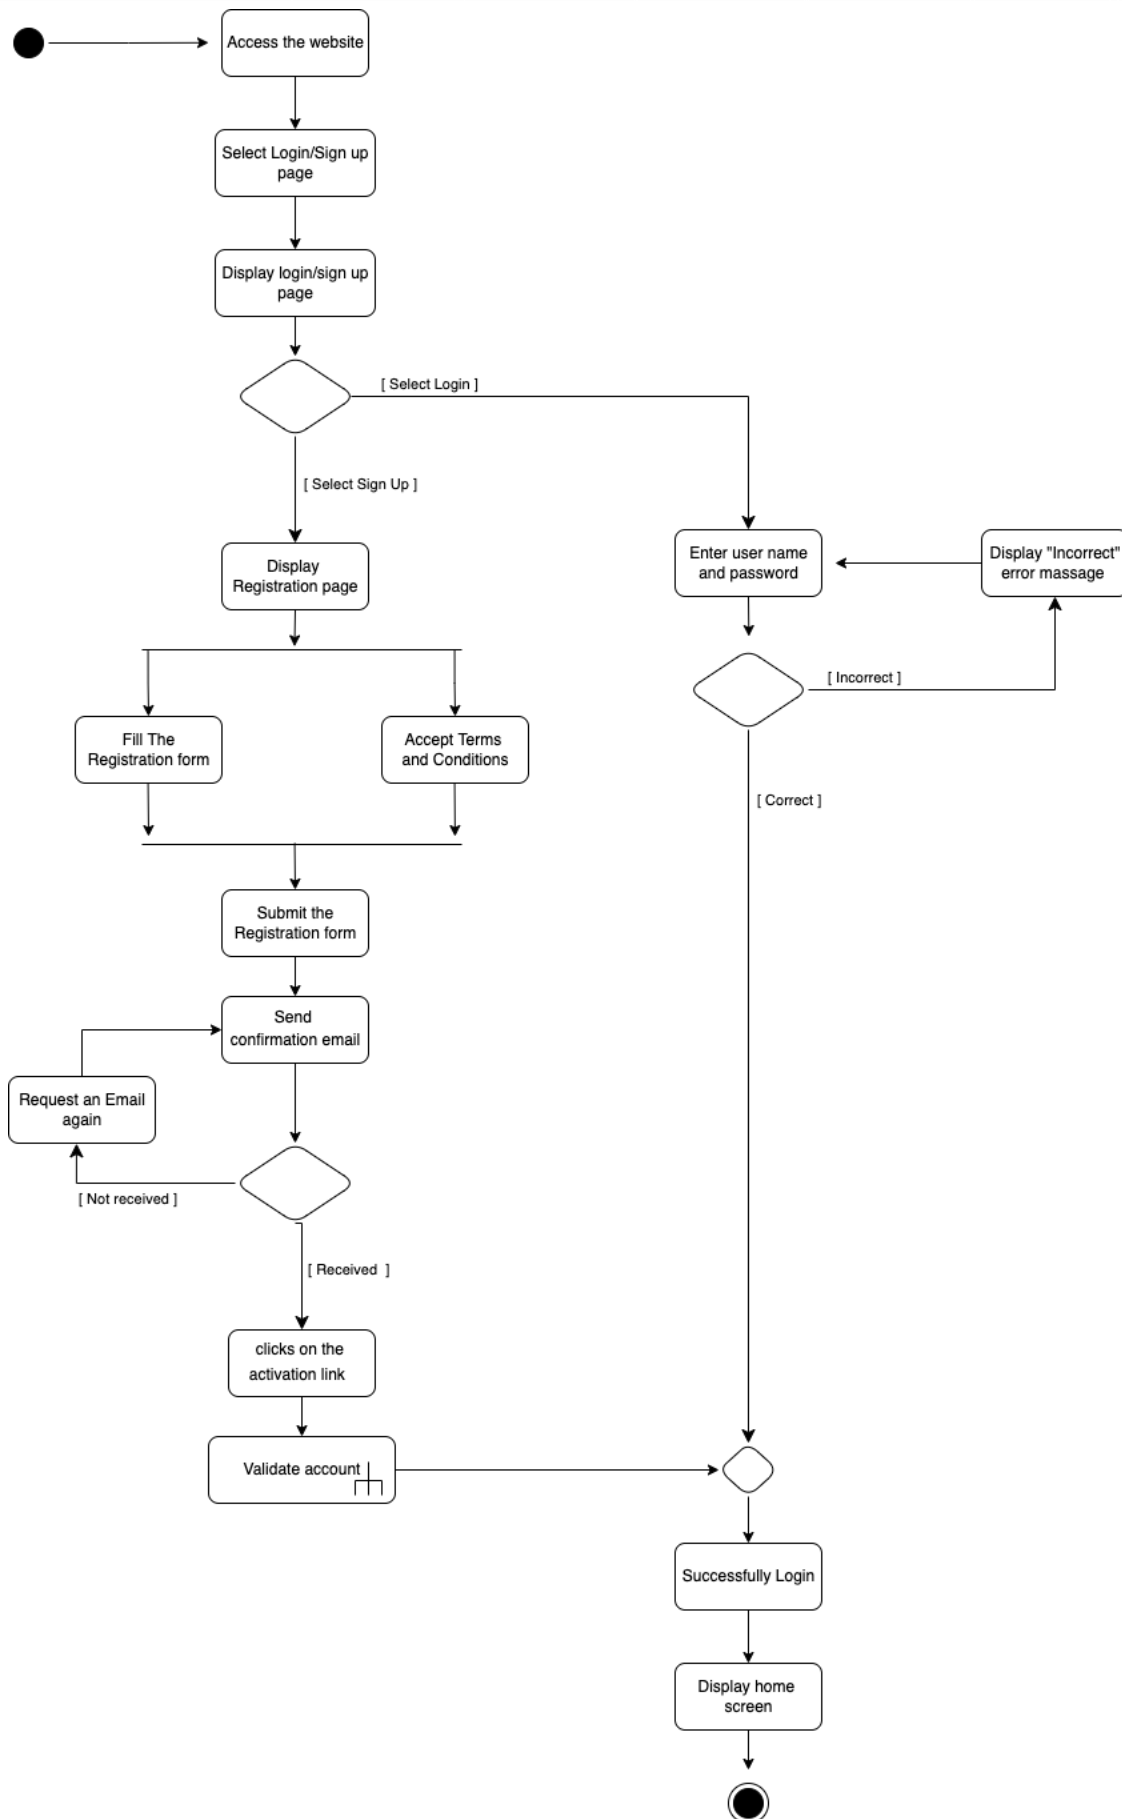 Access the website
Select Login/Sign up
page
Display login/sign up
page
[ Select Login ]
[ Select Sign Up ]
Display
Registration page
Enter user name
and password
Display "Incorrect"
error massage
[ Incorrect ]
Fill The
Registration form
Accept Terms
and Conditions
[ Correct ]
Submit the
Registration form
Send
confirmation email
Request an Email
again
[ Not received ]
[ Received  ]
clicks on the
activation link
Validate account
Successfully Login
Display home
screen